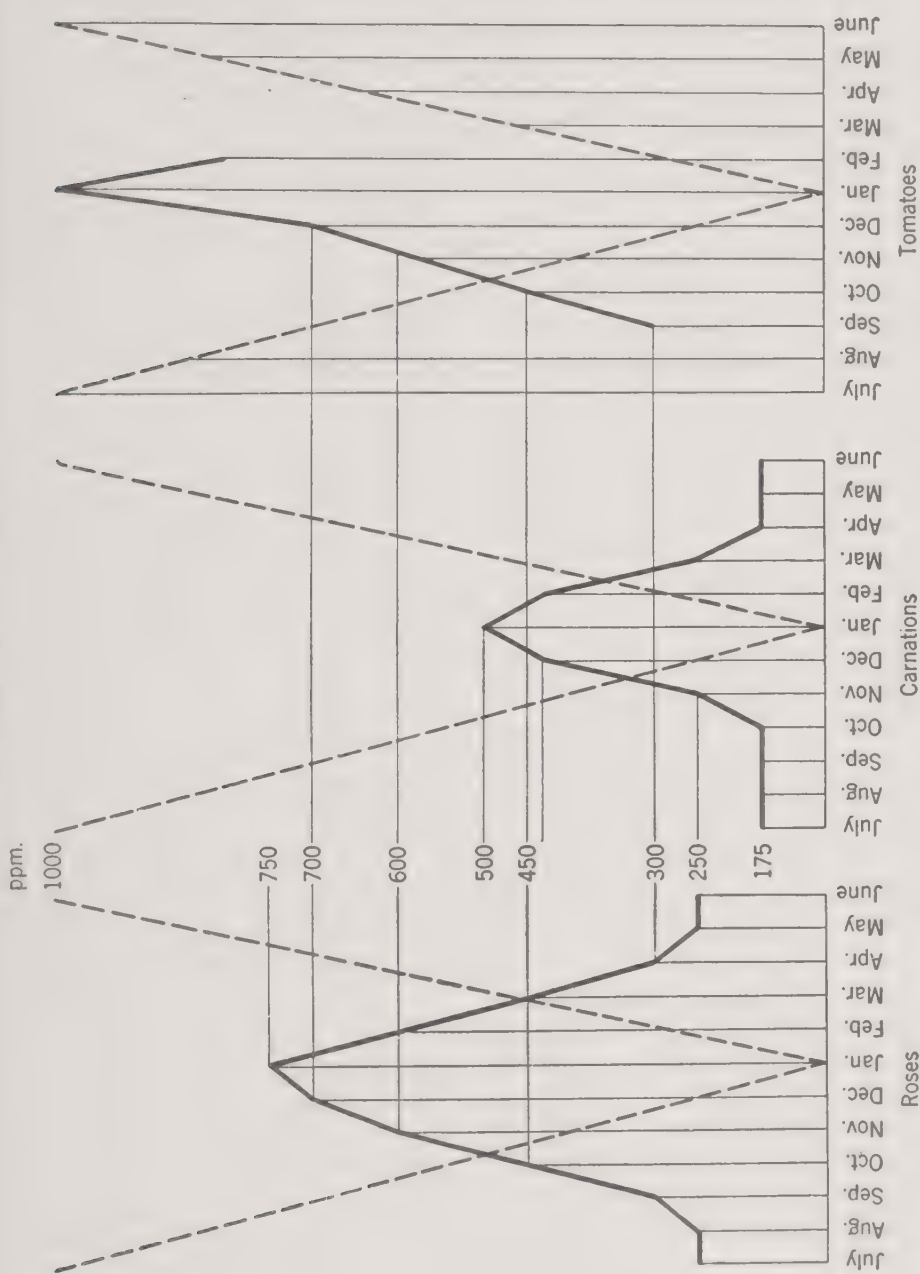 ppm.
1000
750
700
600
500
450
300
250
175
July
Aug.
Sep.
Oct.
Nov.
Dec.
Jan.
Feb.
Mar.
Apr.
May
June
Roses
July
Aug.
Sep.
Oct.
Nov.
Dec.
Jan.
Feb.
Mar.
Apr.
May
June
Carnations
July
Aug.
Sep.
Oct.
Nov.
Dec.
Jan.
Feb.
Mar.
Apr.
May
June
Tomatoes